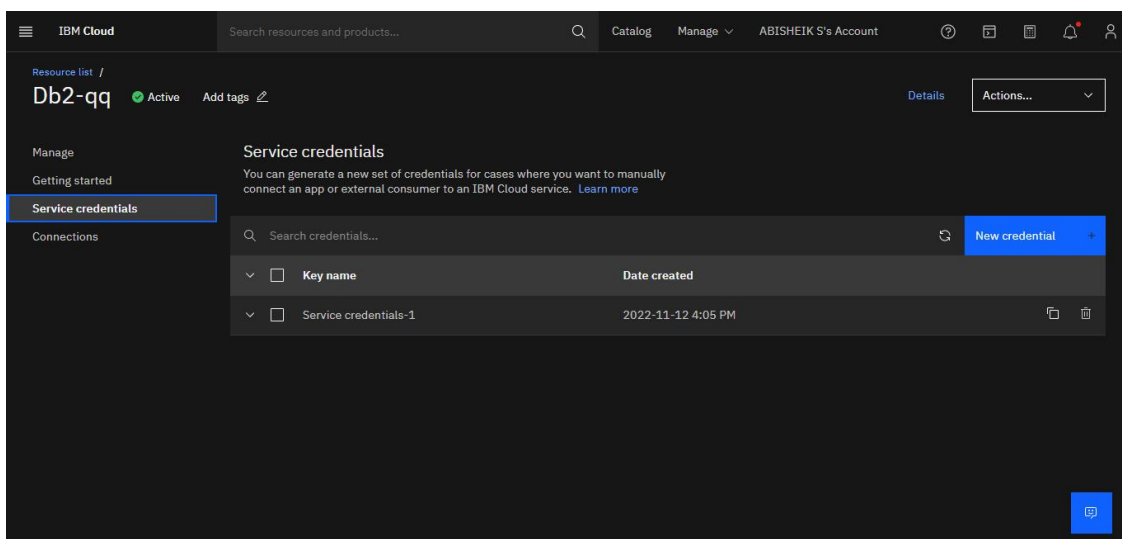 IBM Cloud
Search resources and products...
Catalog
Manage
ABISHEIK S's Account
Resource list /
Db2-qq
Active
Add tags
Details
Actions...
Manage
Getting started
Service credentials
Connections
Service credentials
You can generate a new set of credentials for cases where you want to manually
connect an app or external consumer to an IBM Cloud service. Learn more
Search credentials...
New credential +
Key name
Date created
Service credentials-1
2022-11-12 4:05 PM